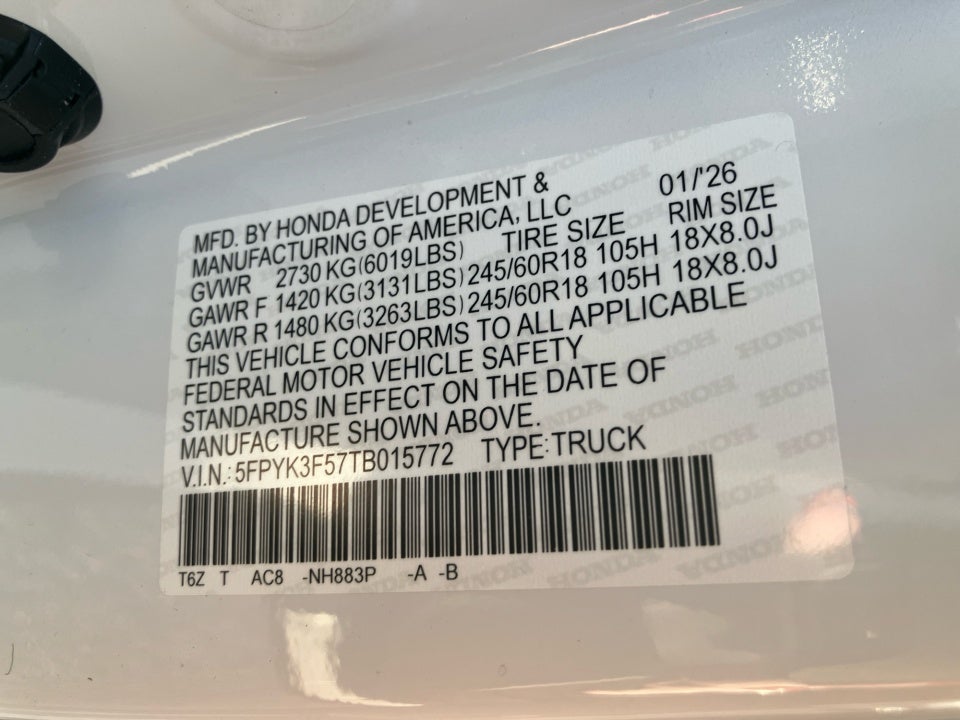 MFD. BY HONDA DEVELOPMENT &
MANUFACTURING OF AMERICA, LLC 01/'26
GVWR 2730 KG(6019LBS) TIRE SIZE RIM SIZE
GAWR F 1420 KG(3131LBS) 245/60R18 105H 18X8.0J
GAWR R 1480 KG(3263LBS) 245/60R18 105H 18X8.0J
THIS VEHICLE CONFORMS TO ALL APPLICABLE
FEDERAL MOTOR VEHICLE SAFETY
STANDARDS IN EFFECT ON THE DATE OF
MANUFACTURE SHOWN ABOVE.
V.I.N.: 5FPYK3F57TB015772 TYPE:TRUCK
T6Z T AC8 -NH883P -A -B